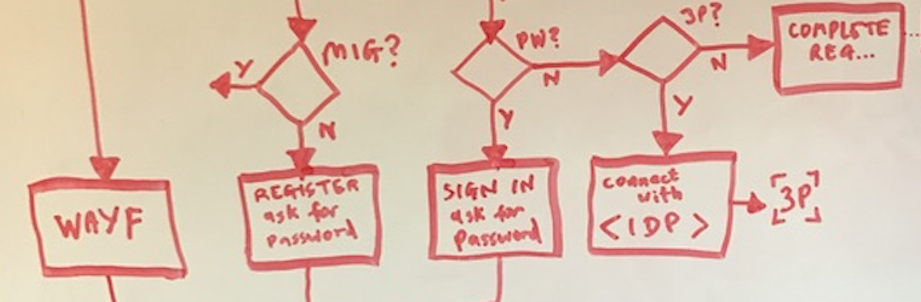 3P?
MIG?
PW?
COMPLETE
REG...
Y
N
N
N
Y
Y
WAYF
REGISTER
ask for
password
SIGN IN
ask for
password
connect
with
<IDP>
3P